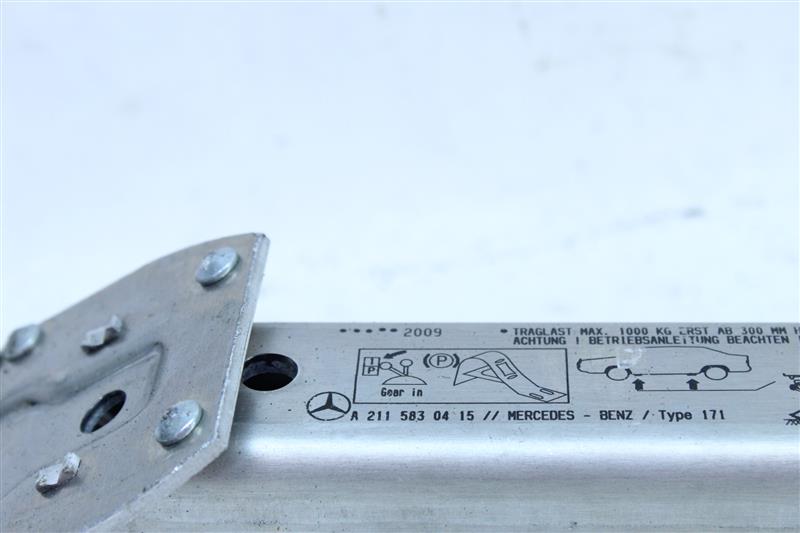 2009
* TRAGLAST MAX. 1000 KG ERST AB 300 MM H
ACHTUNG ! BETRIEBSANLEITUNG BEACHTEN
1
P
(P)
Gear in
A 211 583 04 15 // MERCEDES - BENZ / Type 171